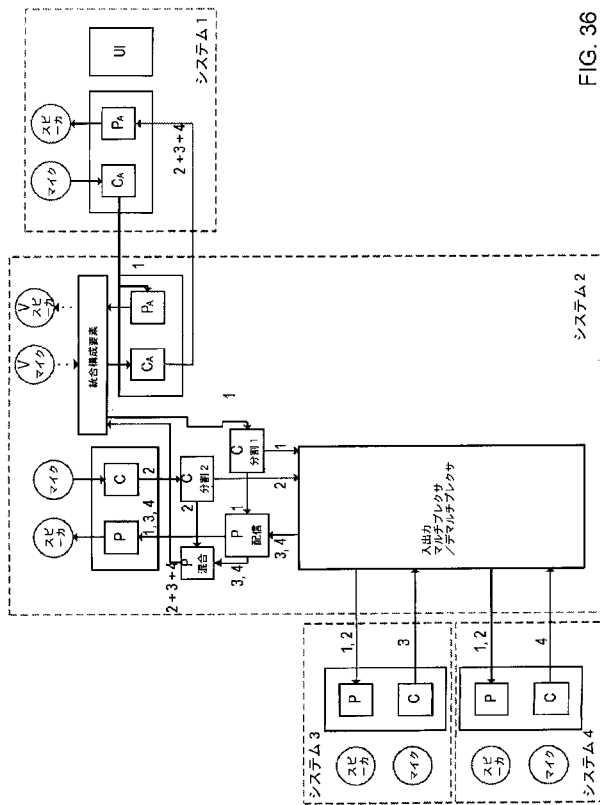 システム 1
UI
スピ
ーカ
マイク
PA
CA
2+3+4
1
V
スピ
ーカ
V
マイク
統合構成要素
PA
CA
システム 2
1
スピ
ーカ
マイク
P
C
2
1, 3, 4
C
分割 2
C
分割 1
2
1
2
1
P
配信
P
混合
3, 4
3, 4
2+3+4
入出力
マルチプレクサ
/デマルチプレクサ
1, 2
3
1, 2
4
システム 3
スピ
ーカ
マイク
P
C
システム 4
スピ
ーカ
マイク
P
C
FIG. 36